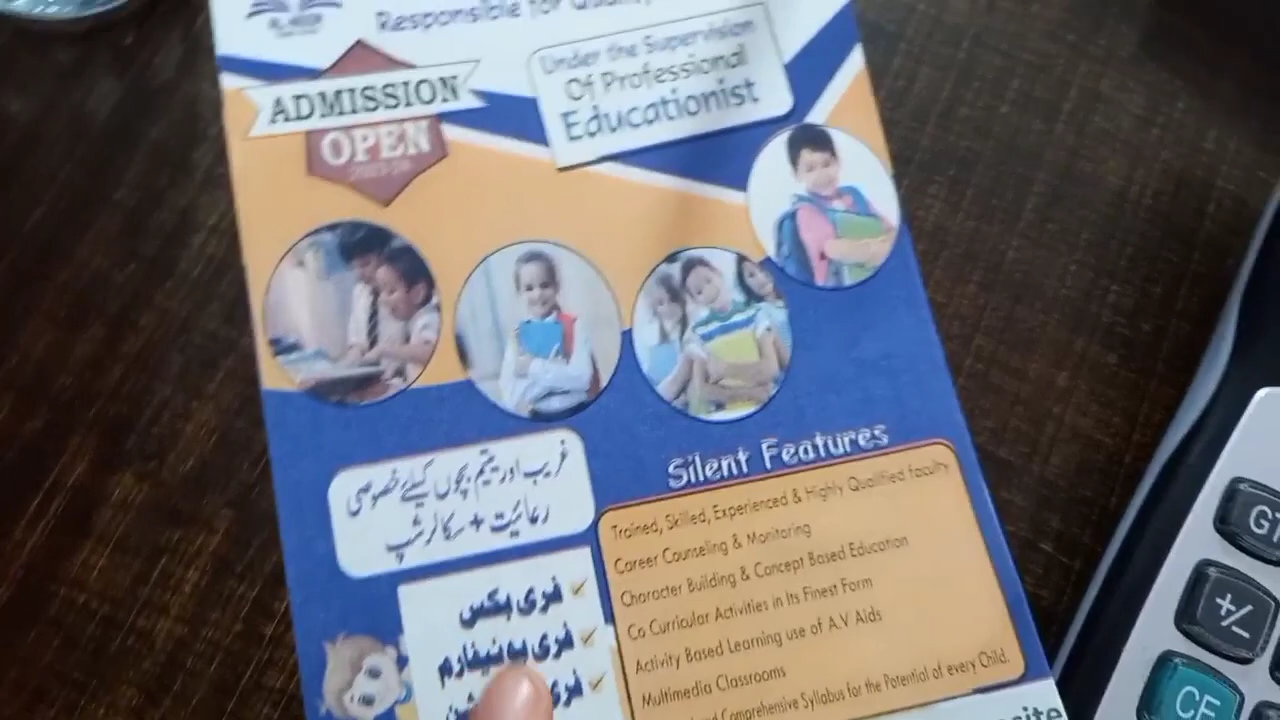 Responsible for
ADMISSION
OPEN
Under the Supervision
Of Professional
Educationist
غریب اور یتیم بچوں کیلئے خصوصی
رعائیت + سکالرشپ
فری بکس
فری یونیفارم
فری
Silent Features
Trained, Skilled, Experienced & Highly Qualified faculty
Career Counseling & Monitoring
Character Building & Concept Based Education
Co Curricular Activities in Its Finest Form
Activity Based Learning use of A.V Aids
Multimedia Classrooms
Comprehensive Syllabus for the Potential of every Child.
GT
+/-
CE